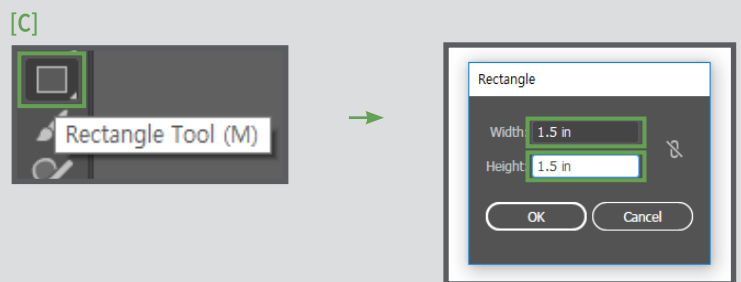 [C]
Rectangle Tool (M)
Rectangle
Width: 1.5 in
Height: 1.5 in
OK Cancel